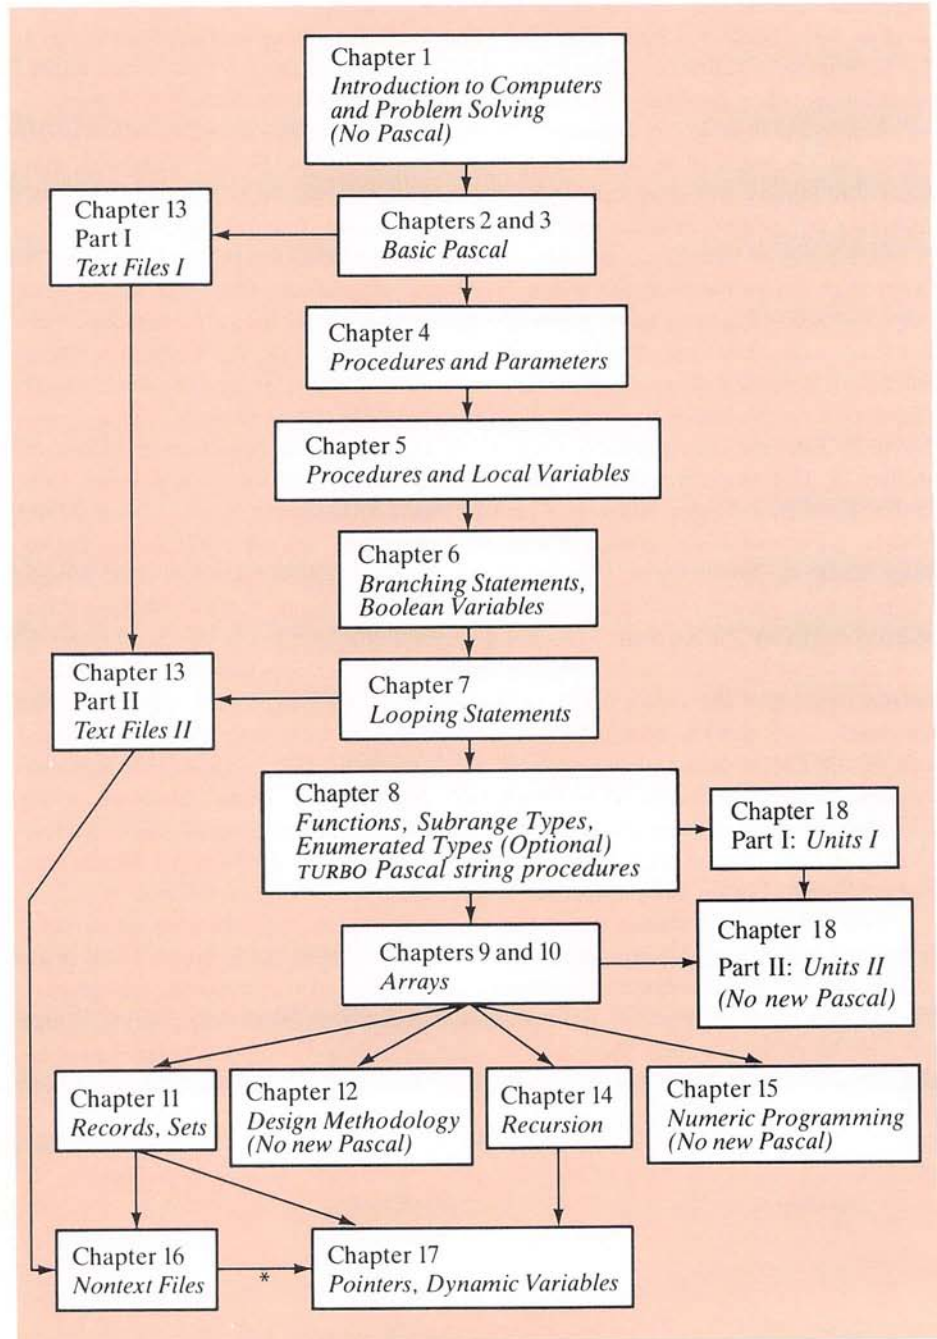 Chapter 1
Introduction to Computers
and Problem Solving
(No Pascal)
Chapter 13
Part I
Text Files I
Chapters 2 and 3
Basic Pascal
Chapter 4
Procedures and Parameters
Chapter 5
Procedures and Local Variables
Chapter 6
Branching Statements,
Boolean Variables
Chapter 13
Part II
Text Files II
Chapter 7
Looping Statements
Chapter 8
Functions, Subrange Types,
Enumerated Types (Optional)
TURBO Pascal string procedures
Chapter 18
Part I: Units I
Chapters 9 and 10
Arrays
Chapter 18
Part II: Units II
(No new Pascal)
Chapter 11
Records, Sets
Chapter 12
Design Methodology
(No new Pascal)
Chapter 14
Recursion
Chapter 15
Numeric Programming
(No new Pascal)
Chapter 16
Nontext Files
*
Chapter 17
Pointers, Dynamic Variables